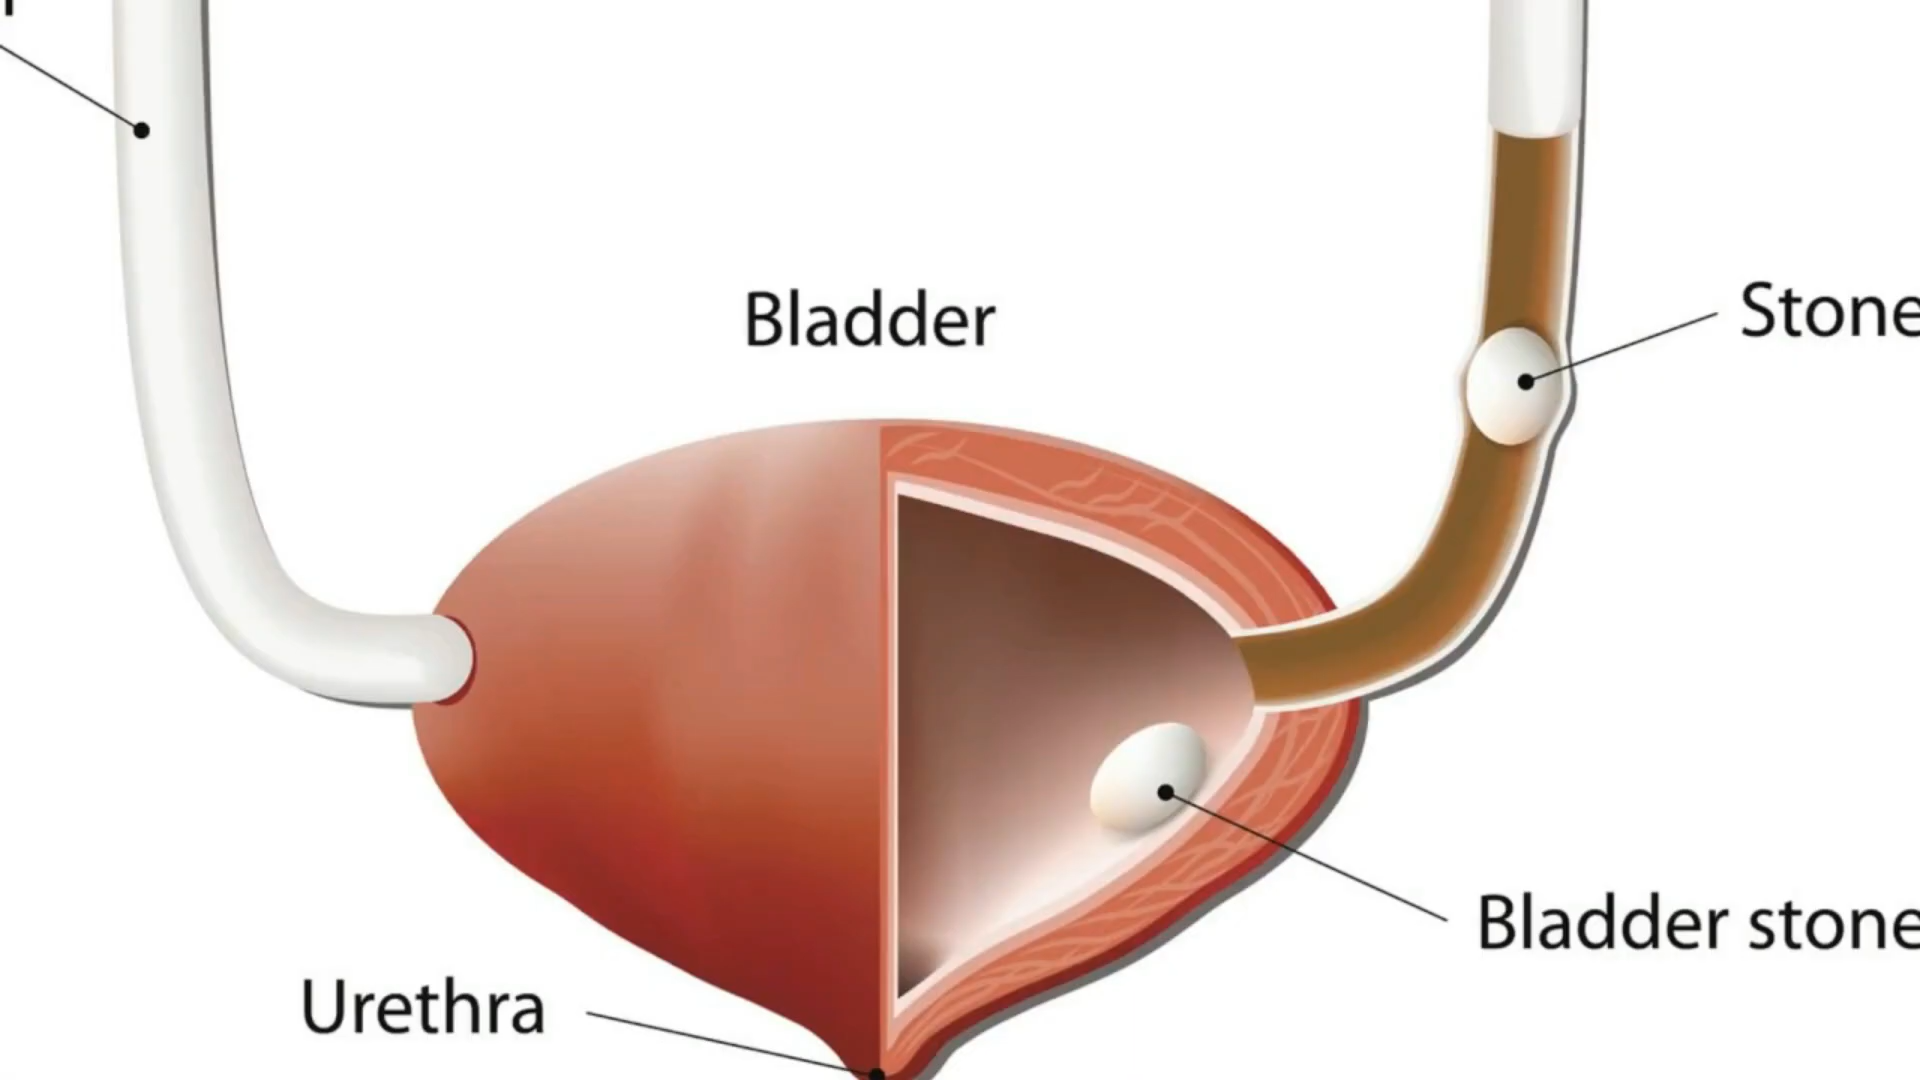 Bladder
Stone
Bladder stone
Urethra